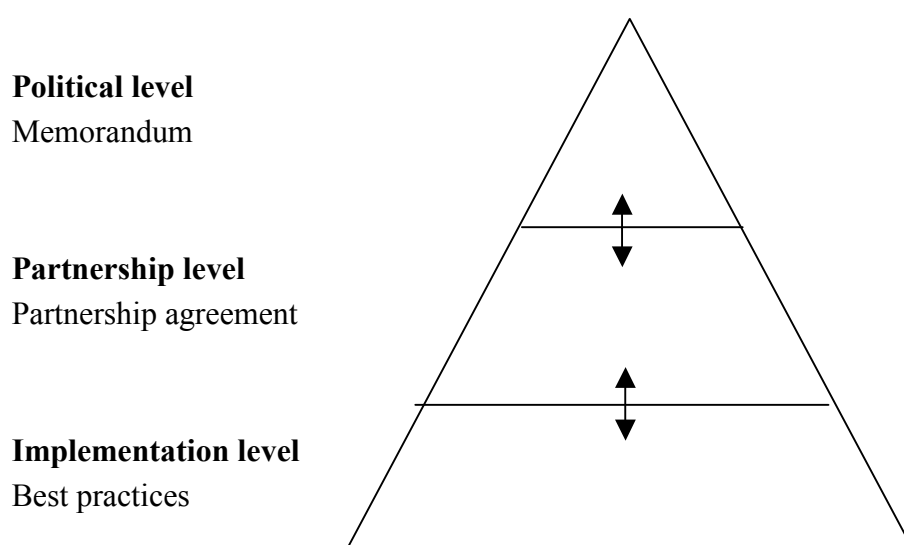 Political level
Memorandum
Partnership level
Partnership agreement
Implementation level
Best practices